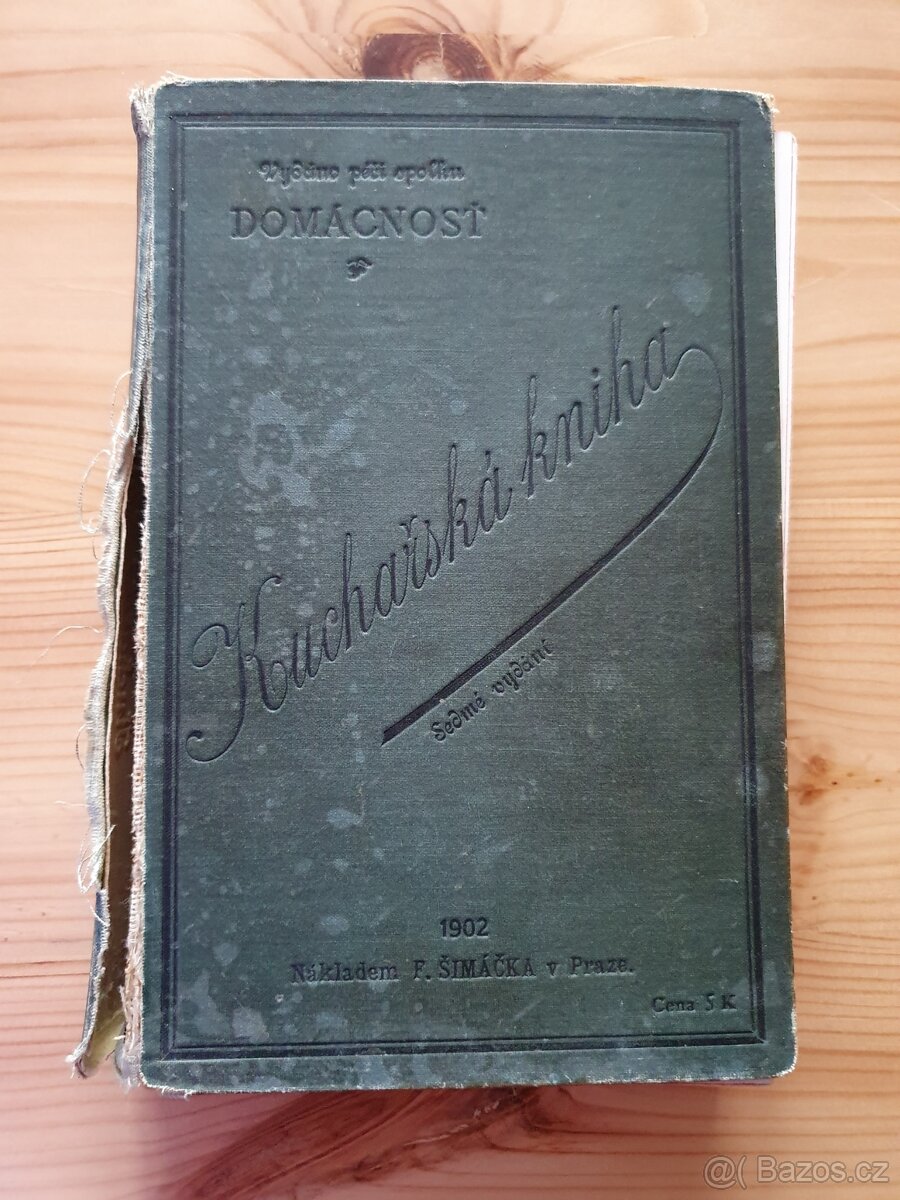 Vydáno péčí spolku
DOMÁCNOSŤ
Kuchařská kniha
Sedmé vydání
1902
Nákladem F. ŠIMÁČKA v Praze.
Cena 5 K
@( Bazos.cz